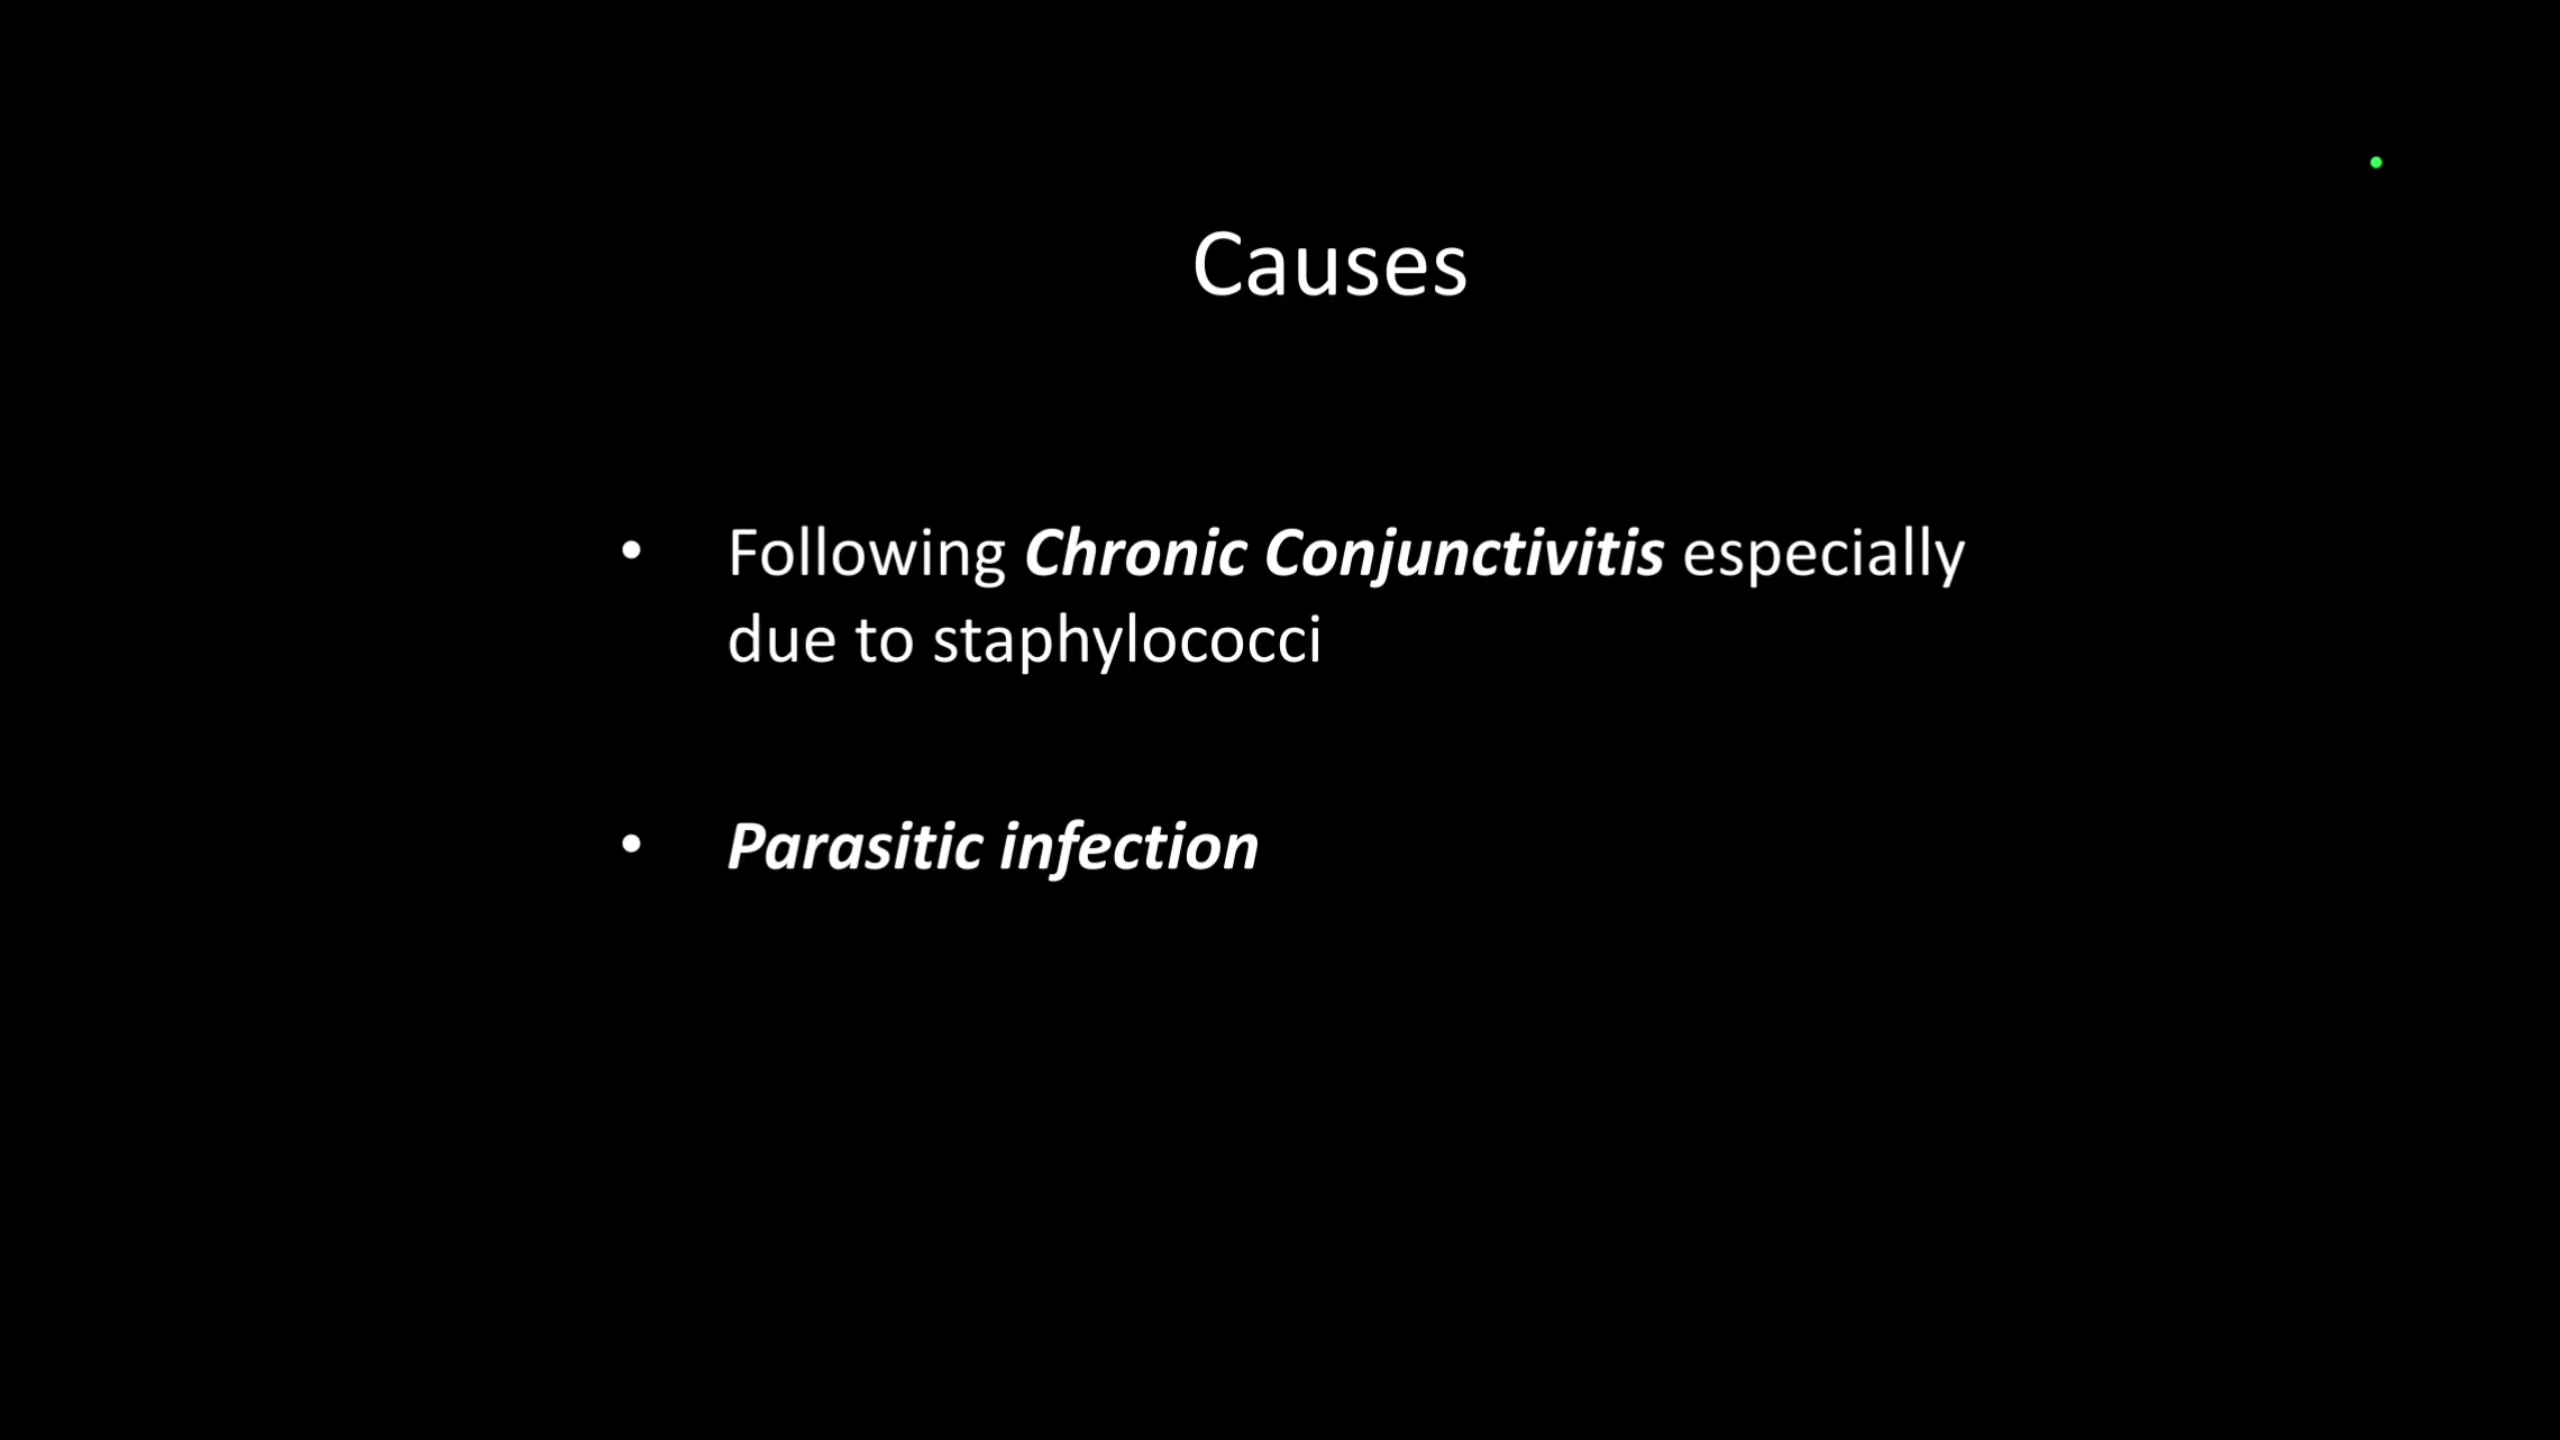 Causes
• Following Chronic Conjunctivitis especially
due to staphylococci
• Parasitic infection